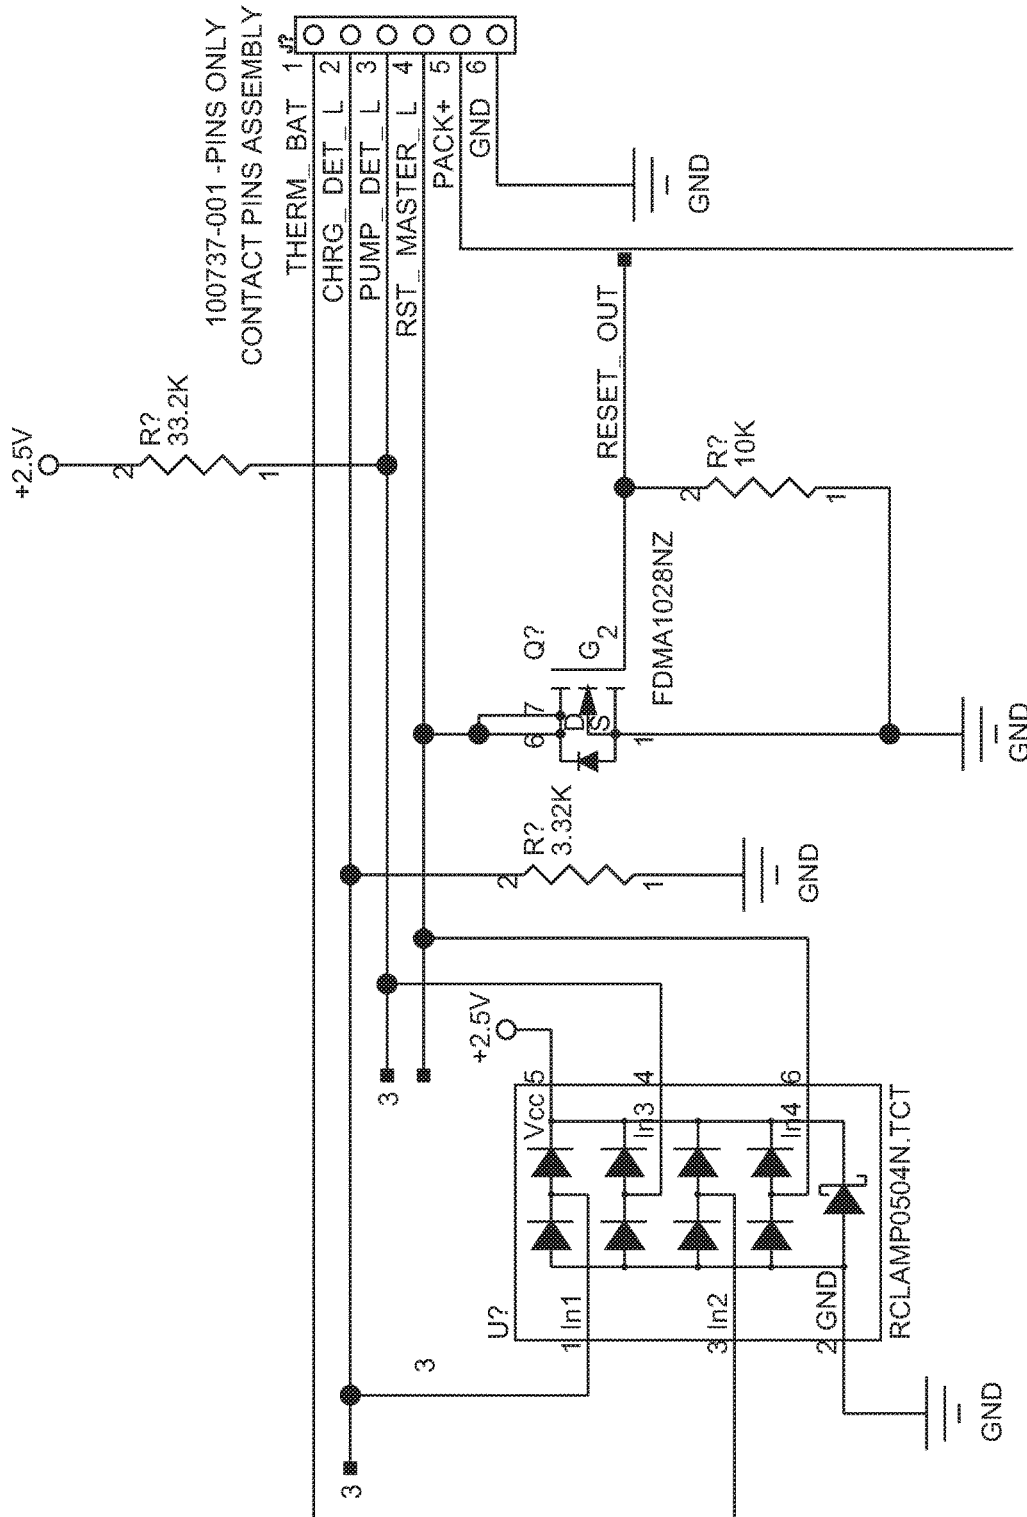 100737-001 -PINS ONLY
CONTACT PINS ASSEMBLY
J?
THERM_BAT 1
CHRG_DET_L 2
PUMP_DET_L 3
RST_MASTER_L 4
PACK+ 5
GND 6
GND
+2.5V
R?
33.2K
2
1
RESET_OUT
R?
10K
2
1
Q?
G
2
FDMA1028NZ
D
S
6
7
1
GND
R?
3.32K
2
1
GND
+2.5V
3
3
3
U?
Vcc 5
In3 4
In4 6
1 In1
3 In2
2 GND
RCLAMP0504N.TCT
GND